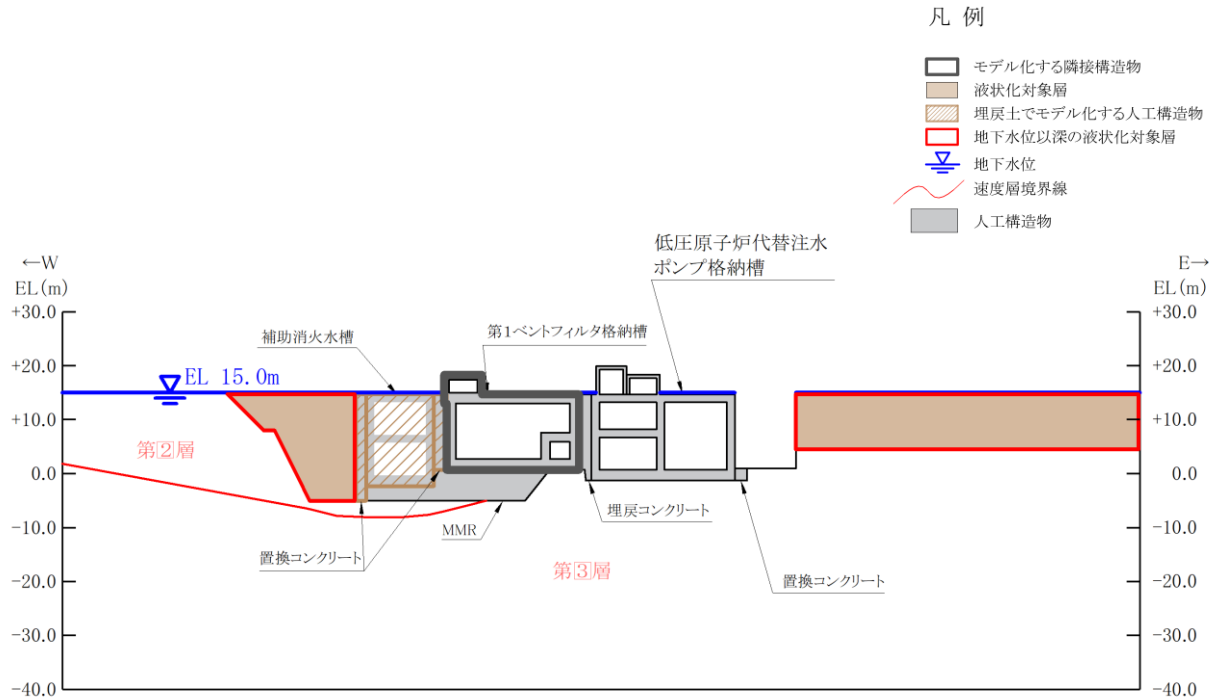 凡 例
モデル化する隣接構造物
液状化対象層
埋戻土でモデル化する人工構造物
地下水位以深の液状化対象層
地下水位
速度層境界線
人工構造物
低圧原子炉代替注水
ポンプ格納槽
←W
EL(m)
E→
EL(m)
+30.0
+20.0
+10.0
0.0
-10.0
-20.0
-30.0
-40.0
補助消火水槽
第1ベントフィルタ格納槽
EL 15.0m
第2層
置換コンクリート
MMR
埋戻コンクリート
第3層
置換コンクリート
+30.0
+20.0
+10.0
0.0
-10.0
-20.0
-30.0
-40.0